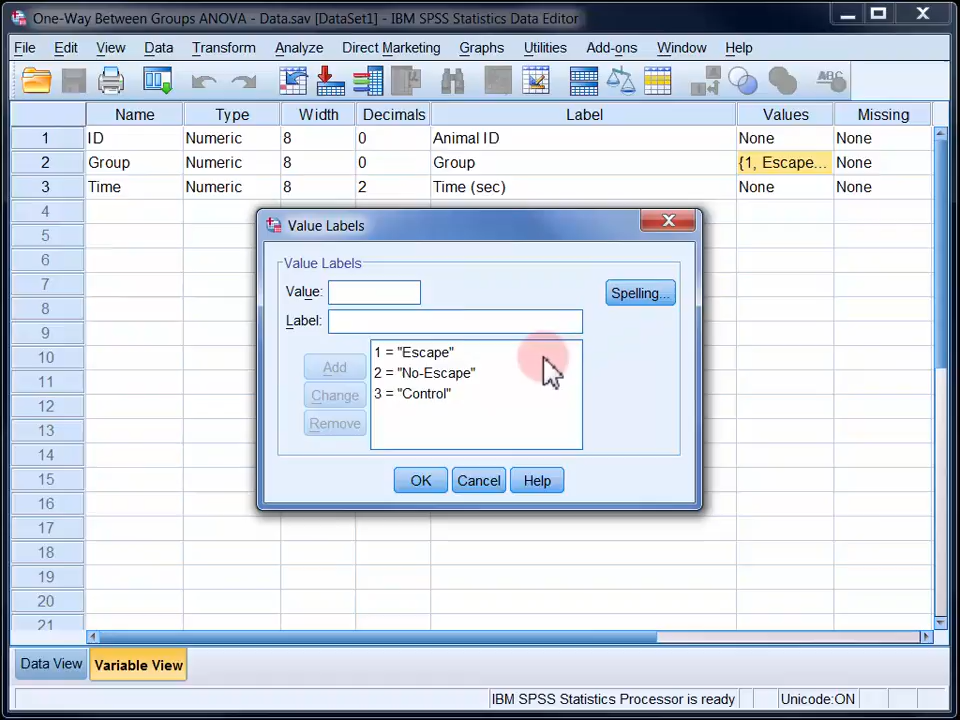 One-Way Between Groups ANOVA - Data.sav [DataSet1] - IBM SPSS Statistics Data Editor
File Edit View Data Transform Analyze Direct Marketing Graphs Utilities Add-ons Window Help
Name Type Width Decimals Label Values Missing
1 ID Numeric 8 0 Animal ID None None
2 Group Numeric 8 0 Group {1, Escape... None
3 Time Numeric 8 2 Time (sec) None None
4
5
6
7
8
9
10
11
12
13
14
15
16
17
18
19
20
21
Value Labels
Value Labels
Value: Spelling...
Label:
1 = "Escape"
Add 2 = "No-Escape"
Change 3 = "Control"
Remove
OK Cancel Help
Data View Variable View
IBM SPSS Statistics Processor is ready Unicode:ON
ABC